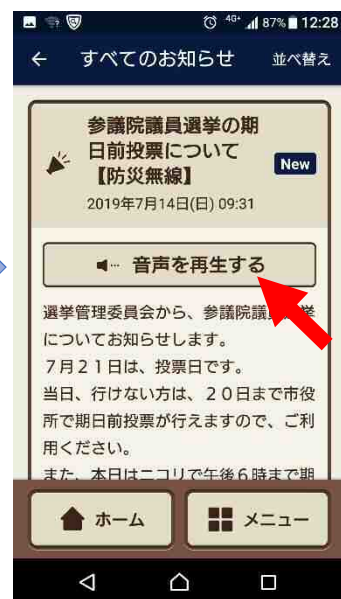 4G+ 87% 12:28
← すべてのお知らせ 並べ替え
参議院議員選挙の期
日前投票について
【防災無線】
New
2019年7月14日(日) 09:31
音声を再生する
選挙管理委員会から、参議院議員選挙
についてお知らせします。
７月２１日は、投票日です。
当日、行けない方は、２０日まで市役
所で期日前投票が行えますので、ご利
用ください。
また、本日はニコリで午後６時まで期
ホーム
メニュー